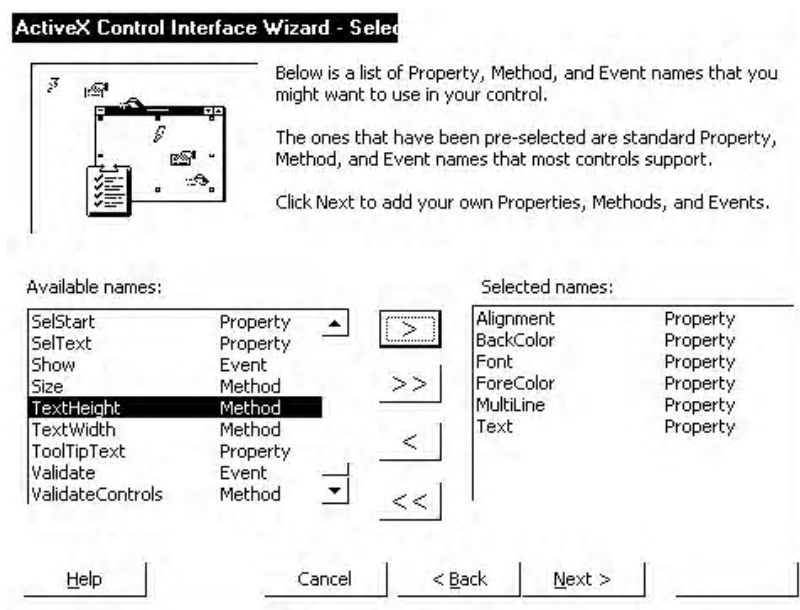 ActiveX Control Interface Wizard - Selec
Below is a list of Property, Method, and Event names that you
might want to use in your control.
The ones that have been pre-selected are standard Property,
Method, and Event names that most controls support.
Click Next to add your own Properties, Methods, and Events.
Available names:
SelStart Property
SelText Property
Show Event
Size Method
TextHeight Method
TextWidth Method
ToolTipText Property
Validate Event
ValidateControls Method
>
>>
<
<<
Selected names:
Alignment Property
BackColor Property
Font Property
ForeColor Property
MultiLine Property
Text Property
Help Cancel < Back Next >